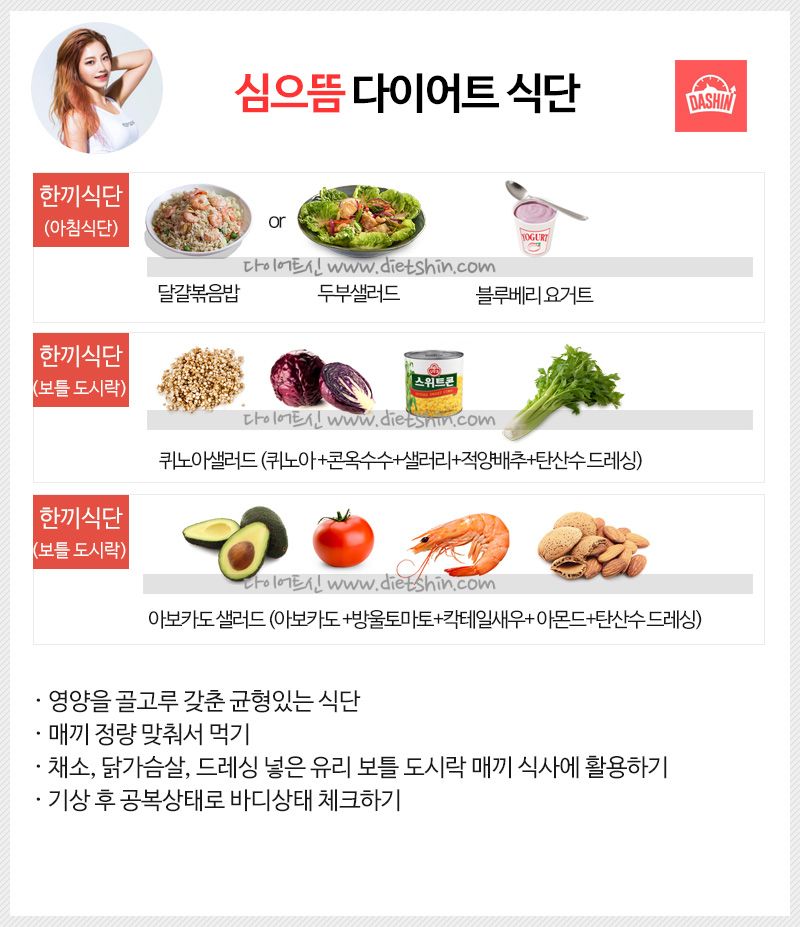 심으뜸 다이어트 식단
DASHIN
한끼식단
(아침식단)
or
YOGURT
다이어트신 www.dietshin.com
달걀볶음밥
두부샐러드
블루베리 요거트
한끼식단
(보틀 도시락)
스위트콘
다이어트신 www.dietshin.com
퀴노아샐러드 (퀴노아 +콘옥수수+샐러리+적양배추+탄산수 드레싱)
한끼식단
(보틀 도시락)
다이어트신 www.dietshin.com
아보카도 샐러드 (아보카도 +방울토마토+칵테일새우+ 아몬드+탄산수 드레싱)
· 영양을 골고루 갖춘 균형있는 식단
· 매끼 정량 맞춰서 먹기
· 채소, 닭가슴살, 드레싱 넣은 유리 보틀 도시락 매끼 식사에 활용하기
· 기상 후 공복상태로 바디상태 체크하기